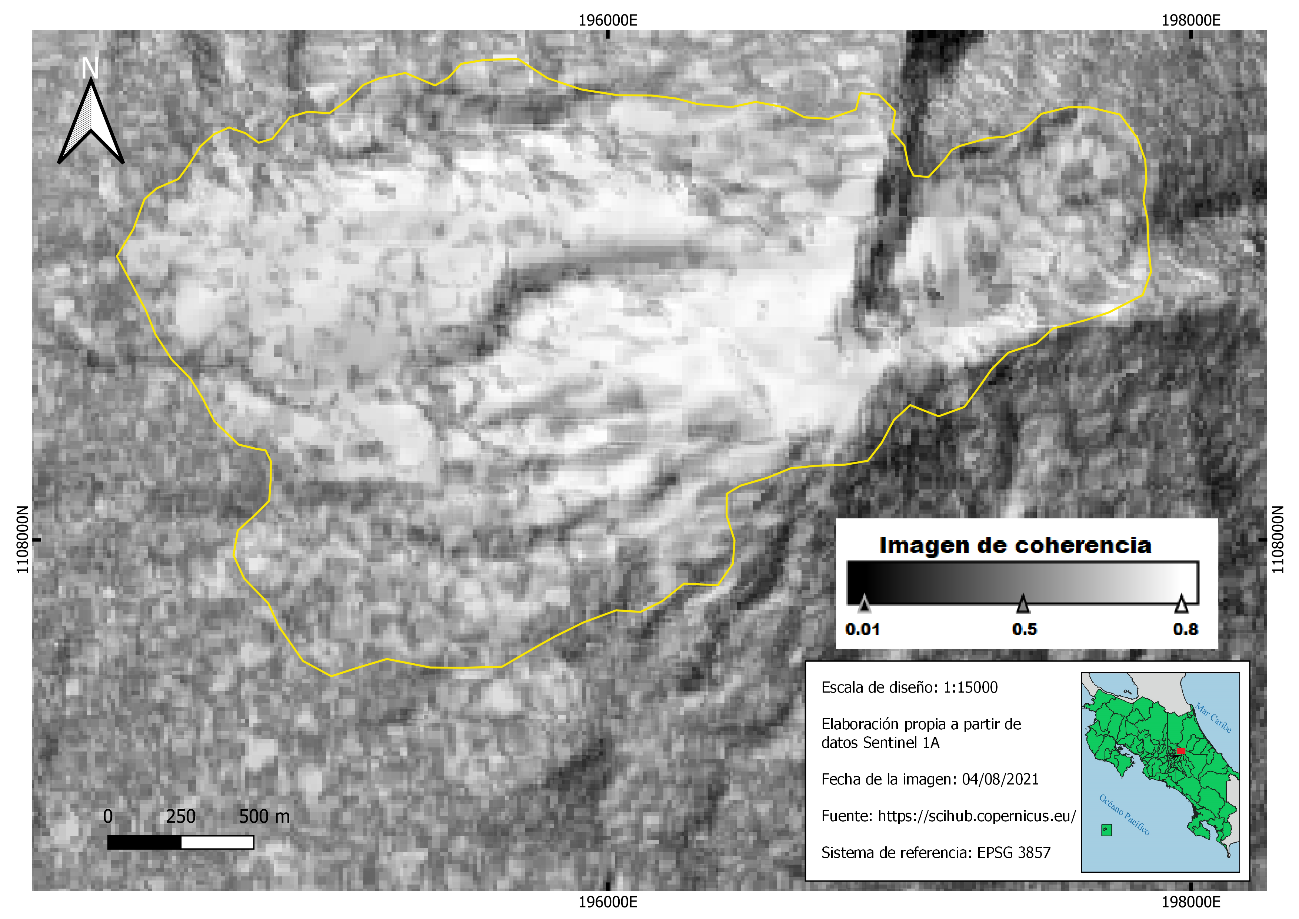 196000E
198000E
N
1108000N
1108000N
Imagen de coherencia
0.01
0.5
0.8
Escala de diseño: 1:15000
Elaboración propia a partir de
datos Sentinel 1A
Fecha de la imagen: 04/08/2021
Fuente: https://scihub.copernicus.eu/
Sistema de referencia: EPSG 3857
Mar Caribe
Océano Pacífico
0
250
500 m
196000E
198000E